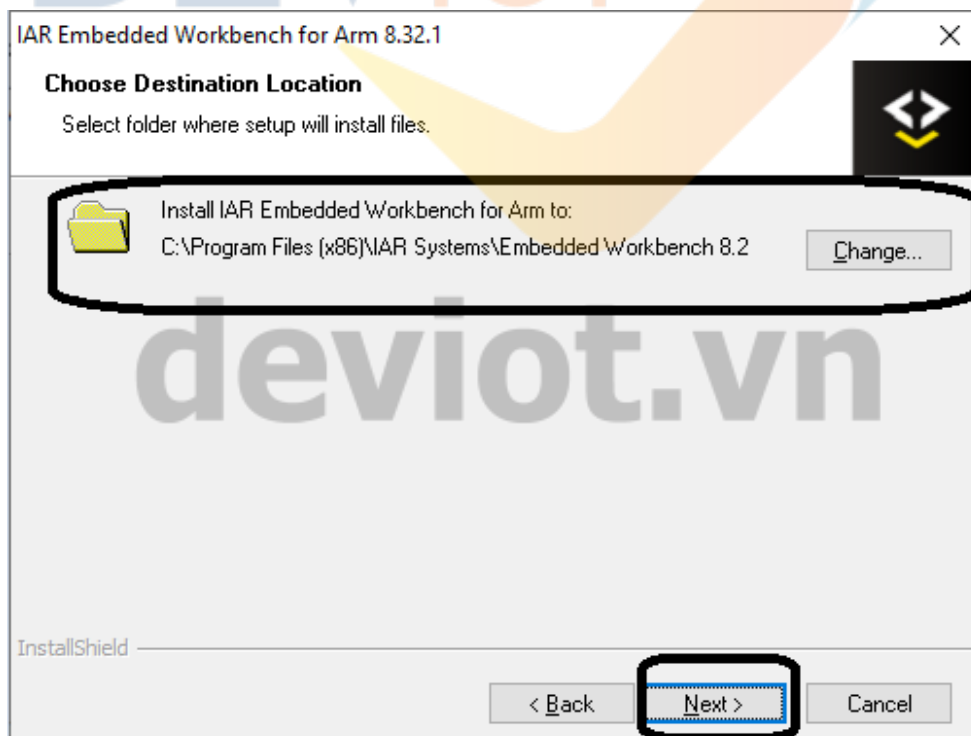 IAR Embedded Workbench for Arm 8.32.1
Choose Destination Location
Select folder where setup will install files.
Install IAR Embedded Workbench for Arm to:
C:\Program Files (x86)\IAR Systems\Embedded Workbench 8.2
Change...
deviot.vn
InstallShield
< Back
Next >
Cancel